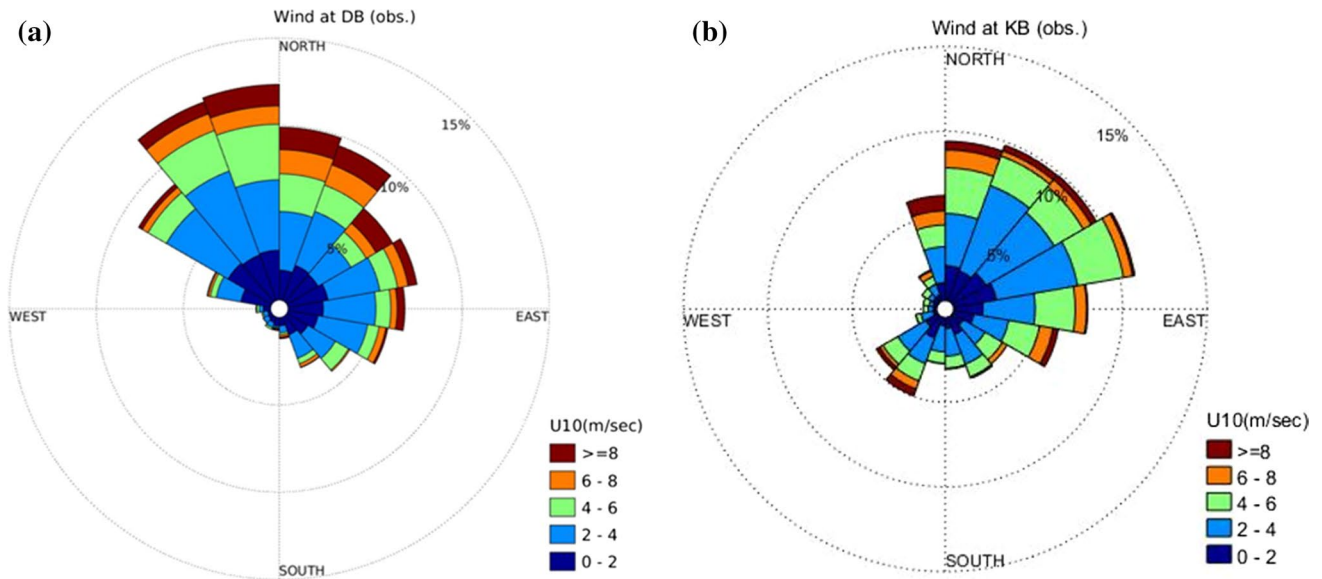 (a)
Wind at DB (obs.)
NORTH
15%
10%
5%
WEST
EAST
SOUTH
U10(m/sec)
>=8
6 - 8
4 - 6
2 - 4
0 - 2
(b)
Wind at KB (obs.)
NORTH
15%
10%
5%
WEST
EAST
SOUTH
U10(m/sec)
>=8
6 - 8
4 - 6
2 - 4
0 - 2